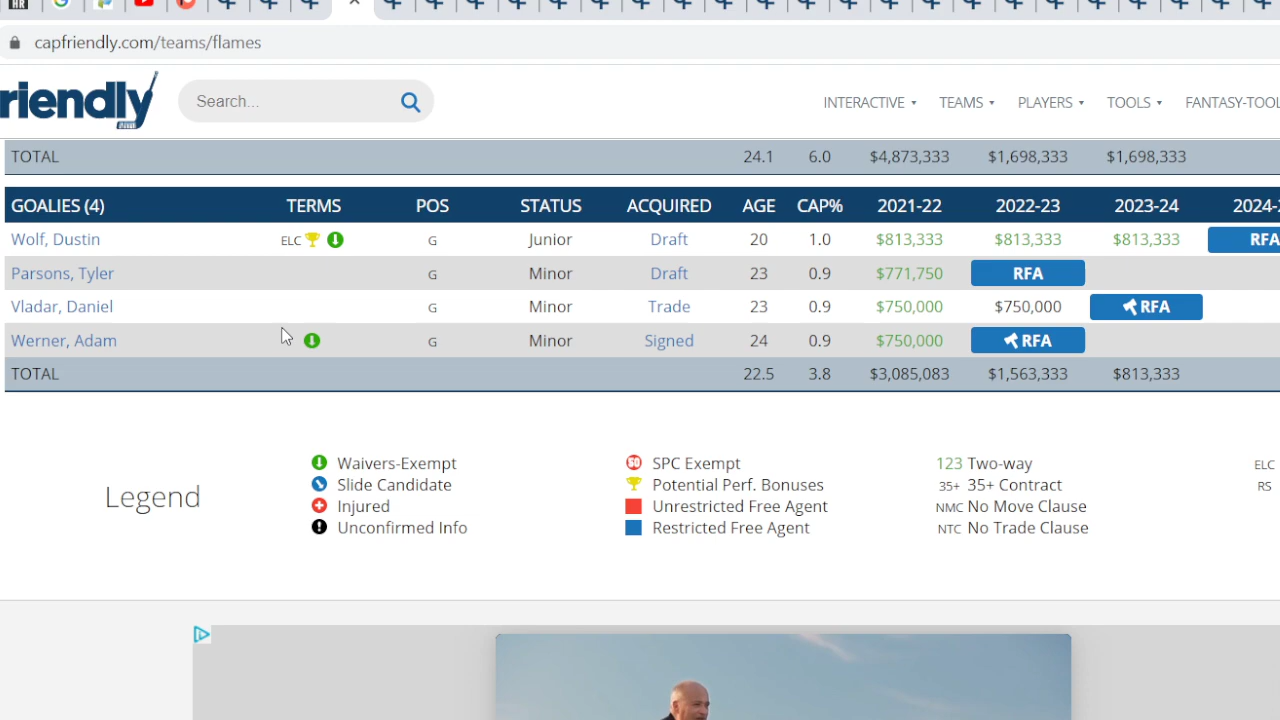 HR
capfriendly.com/teams/flames
riendly
Search...
INTERACTIVE TEAMS PLAYERS TOOLS FANTASY-TOOL
TOTAL 24.1 6.0 $4,873,333 $1,698,333 $1,698,333
GOALIES (4) TERMS POS STATUS ACQUIRED AGE CAP% 2021-22 2022-23 2023-24 2024-2
Wolf, Dustin ELC G Junior Draft 20 1.0 $813,333 $813,333 $813,333 RFA
Parsons, Tyler G Minor Draft 23 0.9 $771,750 RFA
Vladar, Daniel G Minor Trade 23 0.9 $750,000 $750,000 RFA
Werner, Adam G Minor Signed 24 0.9 $750,000 RFA
TOTAL 22.5 3.8 $3,085,083 $1,563,333 $813,333
Legend
Waivers-Exempt SPC Exempt 123 Two-way ELC
Slide Candidate Potential Perf. Bonuses 35+ 35+ Contract RS
Injured Unrestricted Free Agent NMC No Move Clause
Unconfirmed Info Restricted Free Agent NTC No Trade Clause